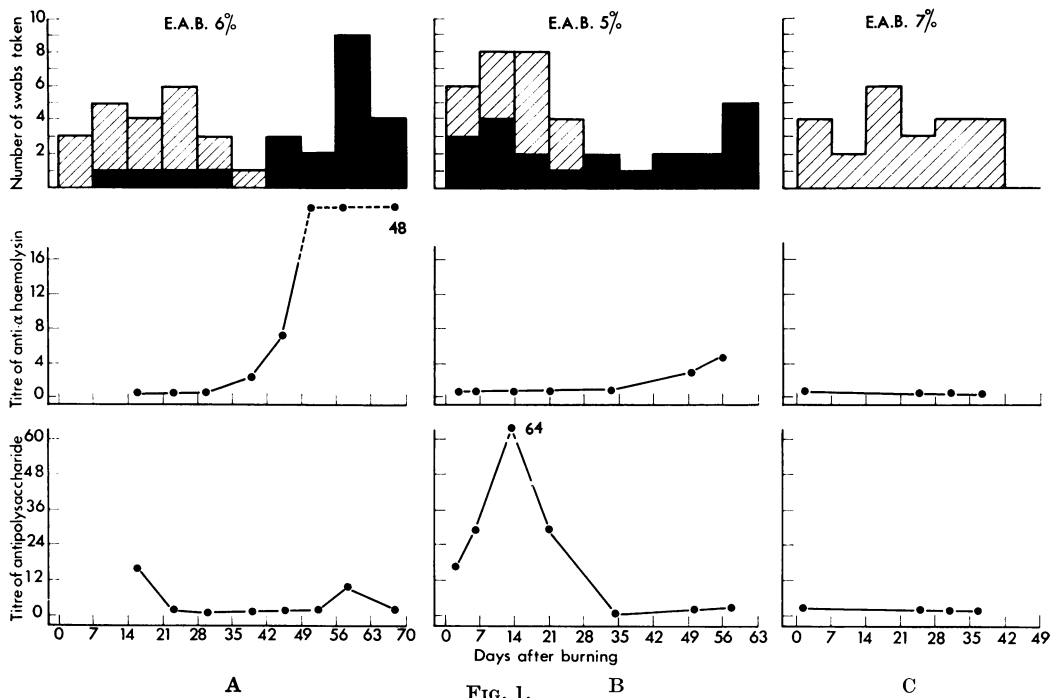 E.A.B. 6%
E.A.B. 5%
E.A.B. 7%
Number of swabs taken
10
8
6
4
2
Titre of anti-α haemolysin
16
12
8
4
0
48
Titre of antipolysaccharide
60
48
36
24
12
0
64
0 7 14 21 28 35 42 49 56 63 70
0 7 14 21 28 35 42 49 56 63
0 7 14 21 28 35 42 49
Days after burning
A
B
C
FIG. 1.